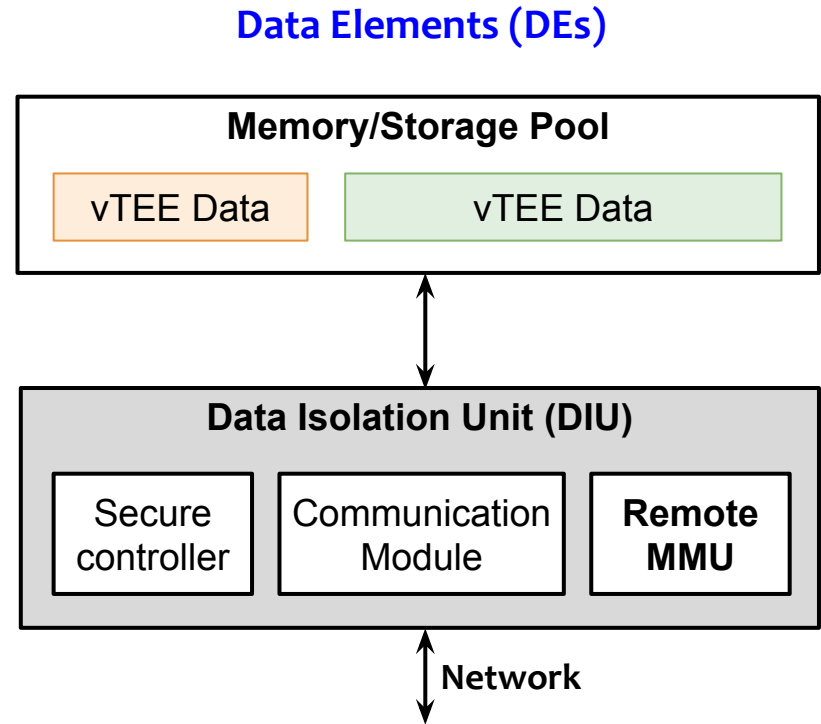 Data Elements (DEs)
Memory/Storage Pool
vTEE Data
vTEE Data
Data Isolation Unit (DIU)
Secure
controller
Communication
Module
Remote
MMU
Network